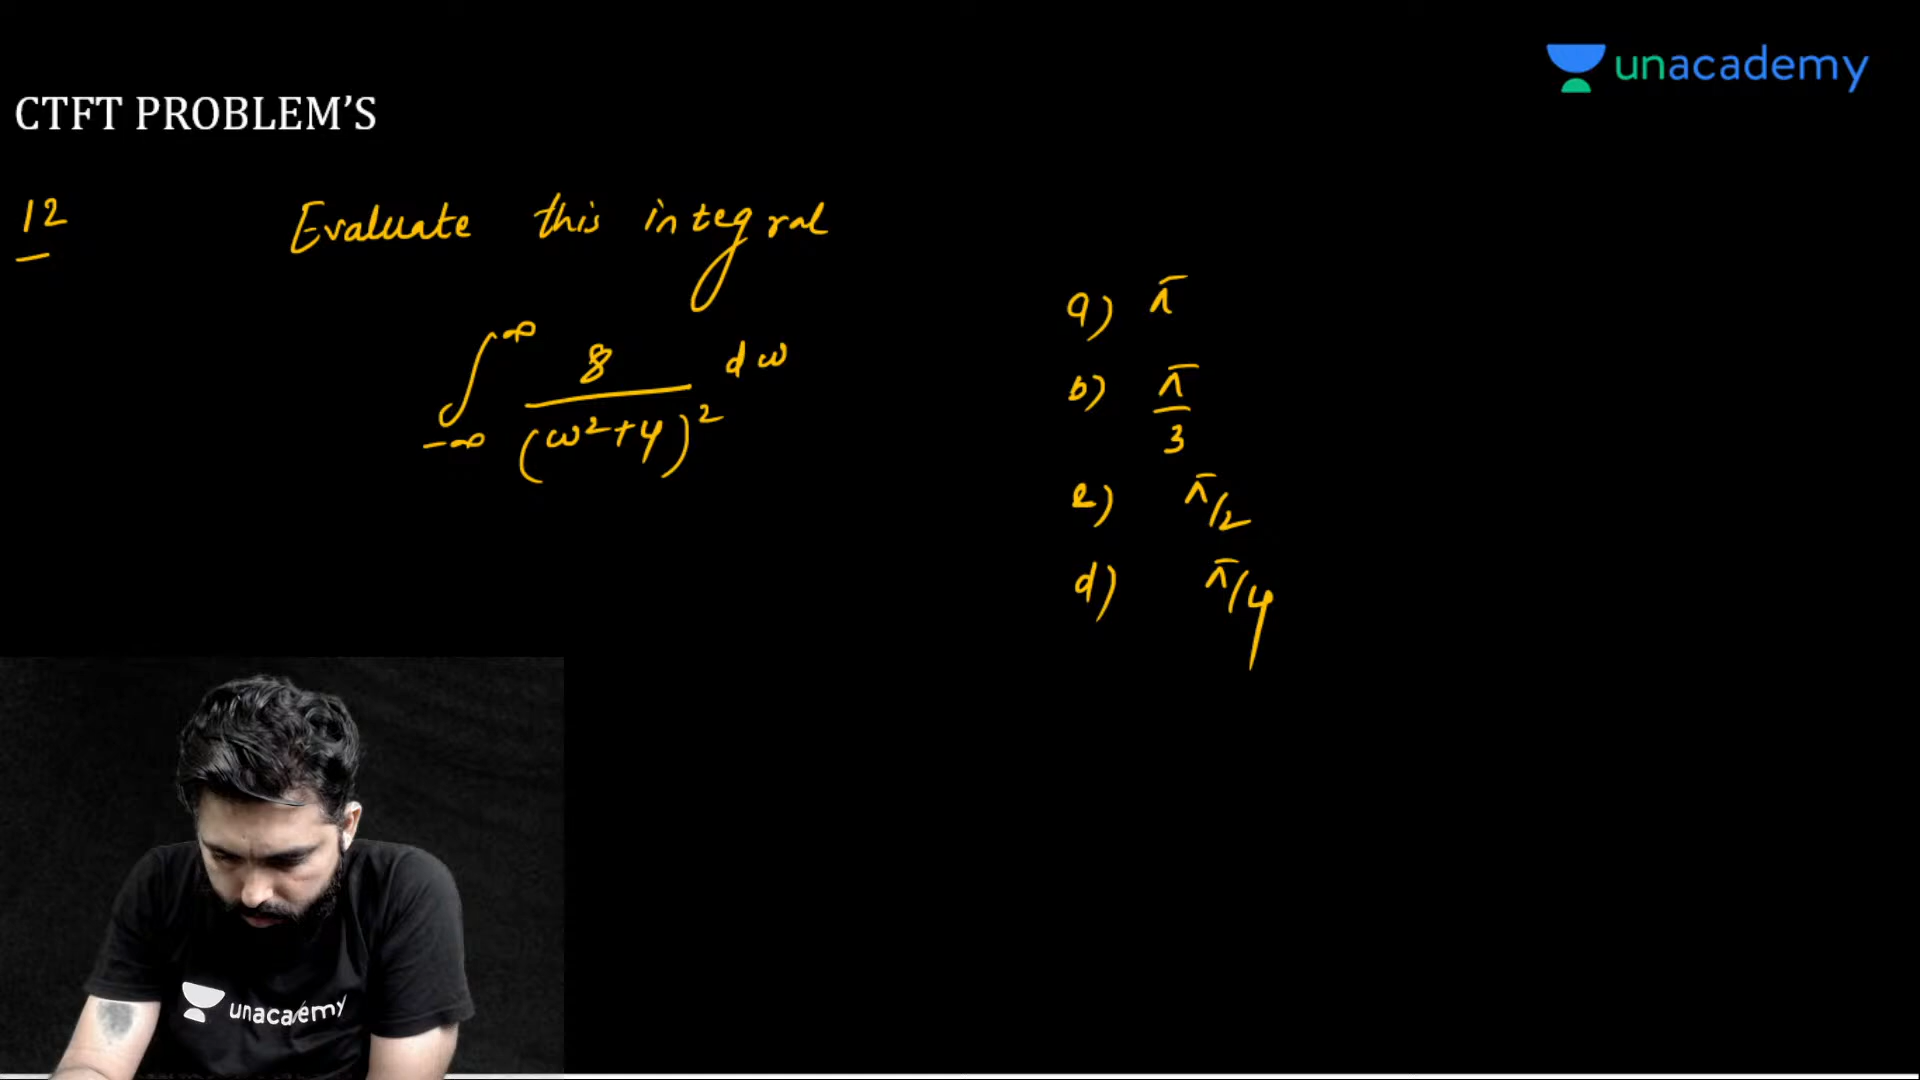 unacademy
CTFT PROBLEM'S
12
Evaluate this integral
∫_{-∞}^{∞} 8/(ω²+4)² dω
a) π
b) π/3
c) π/2
d) π/4
unacademy